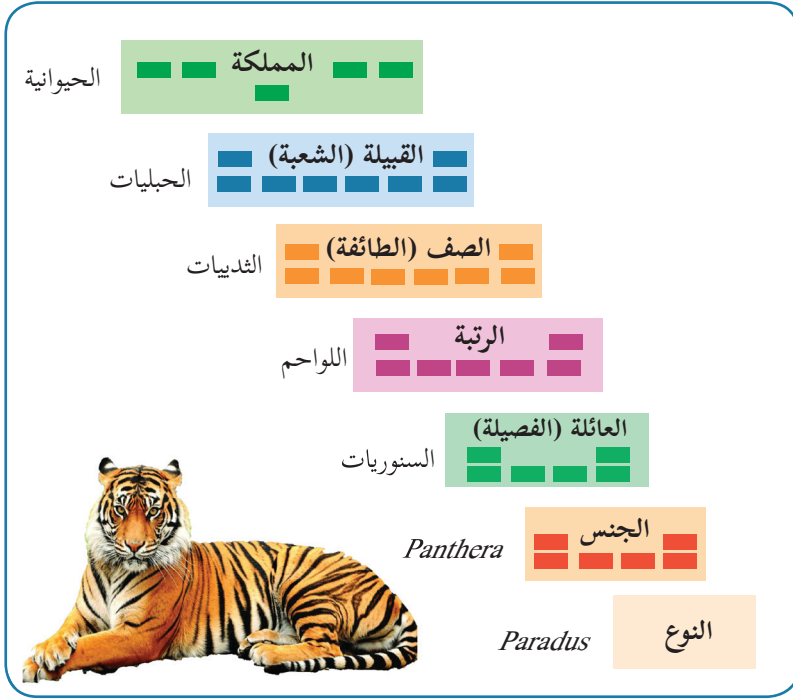 المملكة
الحيوانية
القبيلة (الشعبة)
الحبليات
الصف (الطائفة)
الثدييات
الرتبة
اللواحم
العائلة (الفصيلة)
السنوريات
الجنس
Panthera
النوع
Paradus